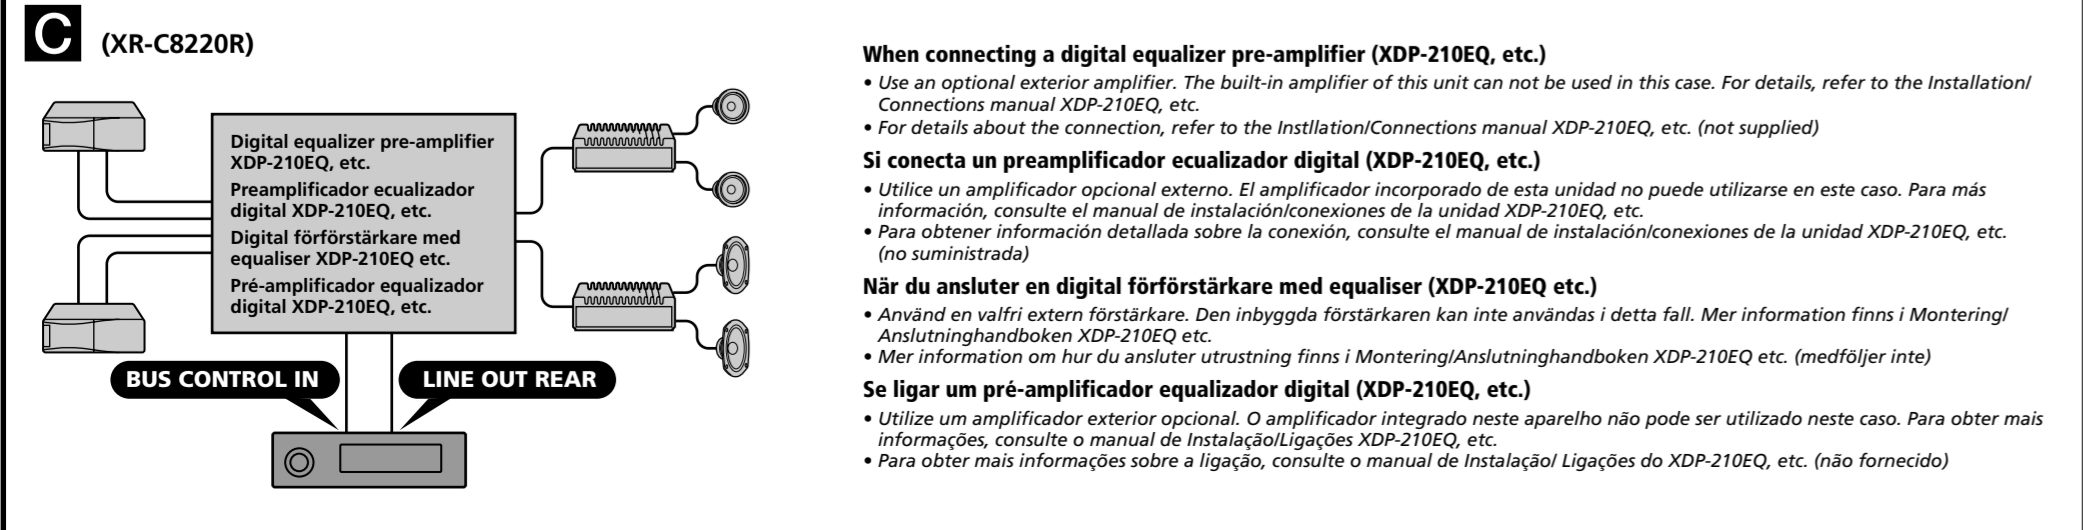 C (XR-C8220R)
Digital equalizer pre-amplifier
XDP-210EQ, etc.
Preamplificador ecualizador
digital XDP-210EQ, etc.
Digital förförstärkare med
equaliser XDP-210EQ etc.
Pré-amplificador equalizador
digital XDP-210EQ, etc.
BUS CONTROL IN
LINE OUT REAR
When connecting a digital equalizer pre-amplifier (XDP-210EQ, etc.)
• Use an optional exterior amplifier. The built-in amplifier of this unit can not be used in this case. For details, refer to the Installation/
Connections manual XDP-210EQ, etc.
• For details about the connection, refer to the Instllation/Connections manual XDP-210EQ, etc. (not supplied)
Si conecta un preamplificador ecualizador digital (XDP-210EQ, etc.)
• Utilice un amplificador opcional externo. El amplificador incorporado de esta unidad no puede utilizarse en este caso. Para más
información, consulte el manual de instalación/conexiones de la unidad XDP-210EQ, etc.
• Para obtener información detallada sobre la conexión, consulte el manual de instalación/conexiones de la unidad XDP-210EQ, etc.
(no suministrada)
När du ansluter en digital förförstärkare med equaliser (XDP-210EQ etc.)
• Använd en valfri extern förstärkare. Den inbyggda förstärkaren kan inte användas i detta fall. Mer information finns i Montering/
Anslutninghandboken XDP-210EQ etc.
• Mer information om hur du ansluter utrustning finns i Montering/Anslutninghandboken XDP-210EQ etc. (medföljer inte)
Se ligar um pré-amplificador equalizador digital (XDP-210EQ, etc.)
• Utilize um amplificador exterior opcional. O amplificador integrado neste aparelho não pode ser utilizado neste caso. Para obter mais
informações, consulte o manual de Instalação/Ligações XDP-210EQ, etc.
• Para obter mais informações sobre a ligação, consulte o manual de Instalação/ Ligações do XDP-210EQ, etc. (não fornecido)